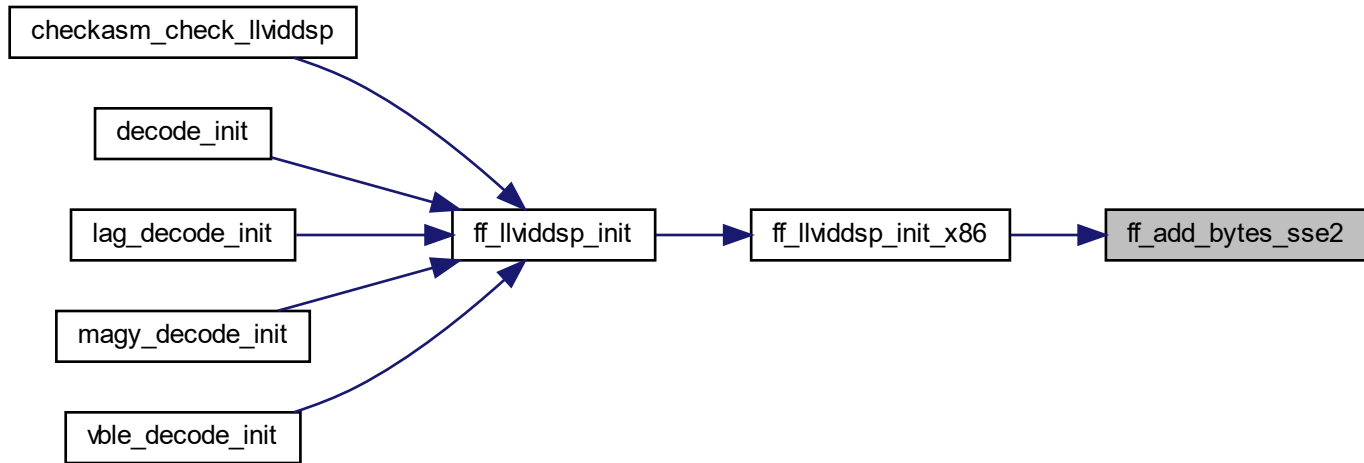 checkasm_check_llviddsp
decode_init
lag_decode_init
magy_decode_init
vble_decode_init
ff_llviddsp_init
ff_llviddsp_init_x86
ff_add_bytes_sse2